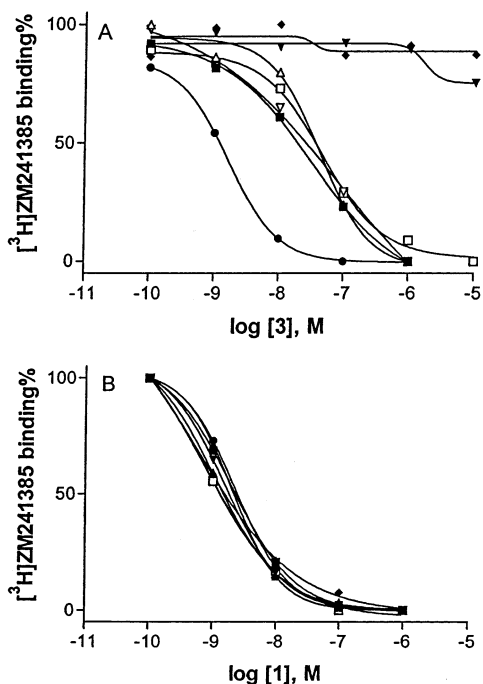 A
100
50
0
[³H]ZM241385 binding%
-11 -10 -9 -8 -7 -6 -5
log [3], M
B
100
50
0
[³H]ZM241385 binding%
-11 -10 -9 -8 -7 -6 -5
log [1], M